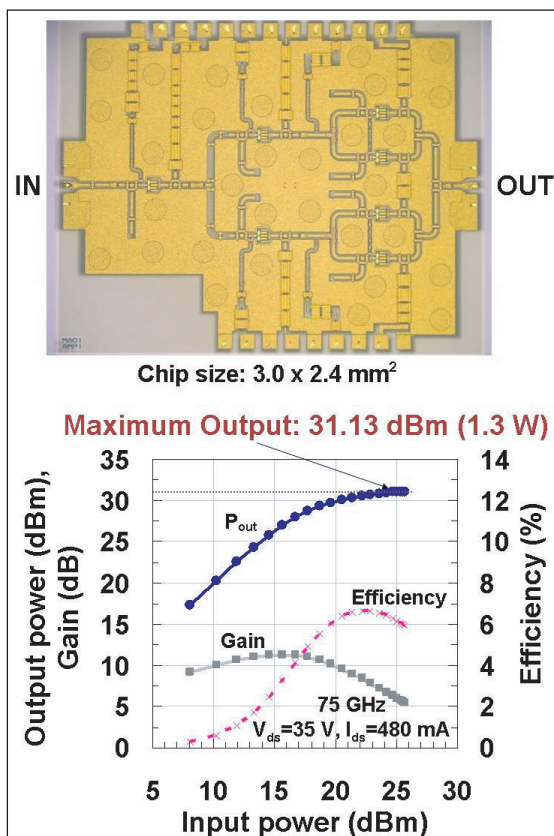 IN
OUT
Chip size: 3.0 x 2.4 mm²
Maximum Output: 31.13 dBm (1.3 W)
Output power (dBm),
Gain (dB)
35
30
25
20
15
10
5
0
Pout
Efficiency
Gain
75 GHz
Vds=35 V, Ids=480 mA
14
12
10
8
6
4
2
0
Efficiency (%)
5 10 15 20 25 30
Input power (dBm)